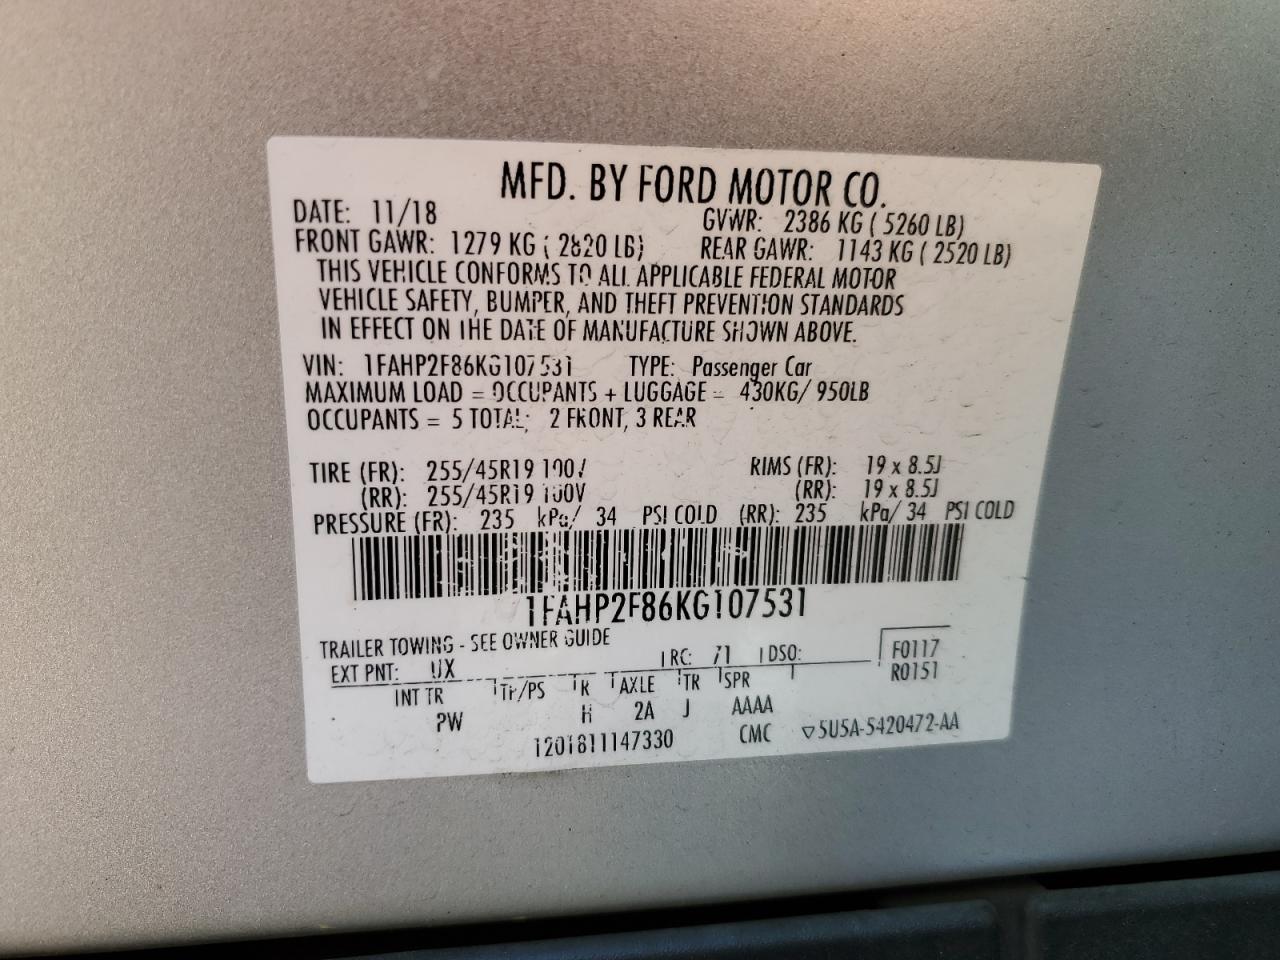 MFD. BY FORD MOTOR CO.
DATE: 11/18 GVWR: 2386 KG ( 5260 LB)
FRONT GAWR: 1279 KG ( 2820 LB) REAR GAWR: 1143 KG ( 2520 LB)
THIS VEHICLE CONFORMS TO ALL APPLICABLE FEDERAL MOTOR
VEHICLE SAFETY, BUMPER, AND THEFT PREVENTION STANDARDS
IN EFFECT ON THE DATE OF MANUFACTURE SHOWN ABOVE.
VIN: 1FAHP2F86KG107531 TYPE: Passenger Car
MAXIMUM LOAD = OCCUPANTS + LUGGAGE = 430KG/ 950LB
OCCUPANTS = 5 TOTAL; 2 FRONT, 3 REAR
TIRE (FR): 255/45R19 100V RIMS (FR): 19 x 8.5J
(RR): 255/45R19 100V (RR): 19 x 8.5J
PRESSURE (FR): 235 kPa/ 34 PSI COLD (RR): 235 kPa/ 34 PSI COLD
1FAHP2F86KG107531
TRAILER TOWING - SEE OWNER GUIDE
EXT PNT: UX RC: 71 DSO: F0117
R0151
INT TR TP/PS R AXLE TR SPR
PW H 2A J AAAA
1201811147330 CMC ▽5U5A-5420472-AA